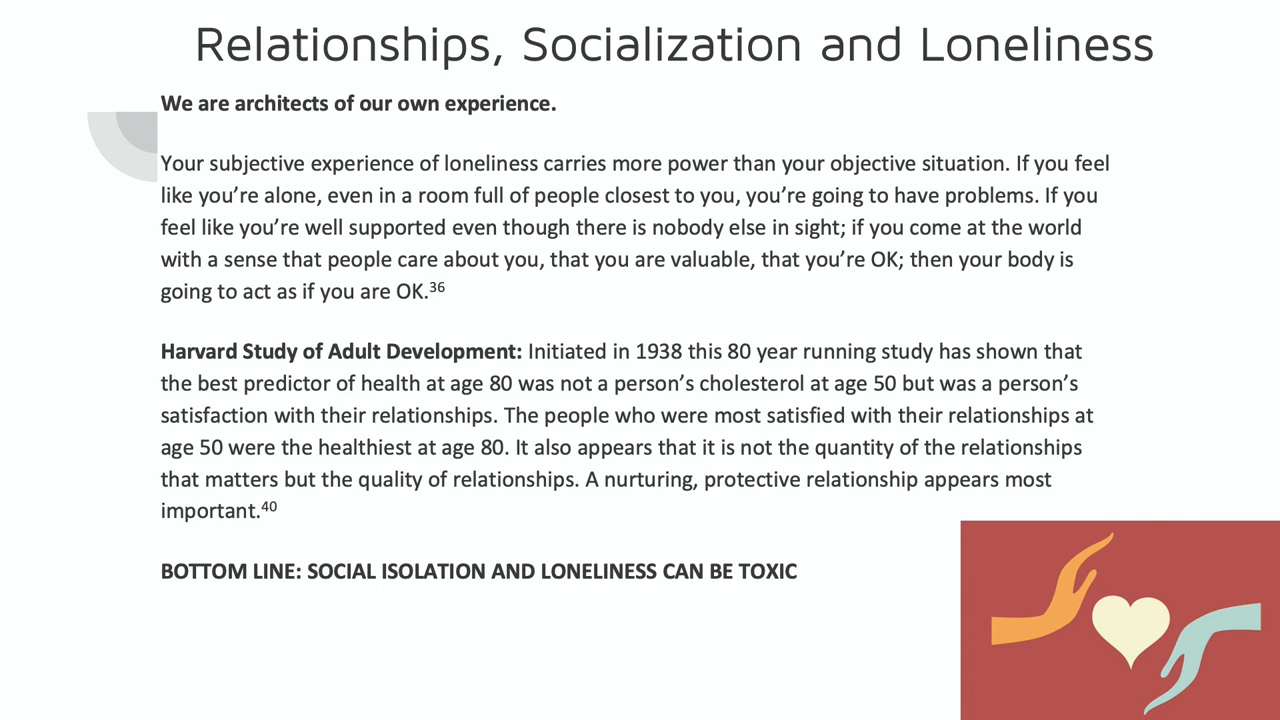 Relationships, Socialization and Loneliness
We are architects of our own experience.
Your subjective experience of loneliness carries more power than your objective situation. If you feel
like you’re alone, even in a room full of people closest to you, you’re going to have problems. If you
feel like you’re well supported even though there is nobody else in sight; if you come at the world
with a sense that people care about you, that you are valuable, that you’re OK; then your body is
going to act as if you are OK.³⁶
Harvard Study of Adult Development: Initiated in 1938 this 80 year running study has shown that
the best predictor of health at age 80 was not a person’s cholesterol at age 50 but was a person’s
satisfaction with their relationships. The people who were most satisfied with their relationships at
age 50 were the healthiest at age 80. It also appears that it is not the quantity of the relationships
that matters but the quality of relationships. A nurturing, protective relationship appears most
important.⁴⁰
BOTTOM LINE: SOCIAL ISOLATION AND LONELINESS CAN BE TOXIC